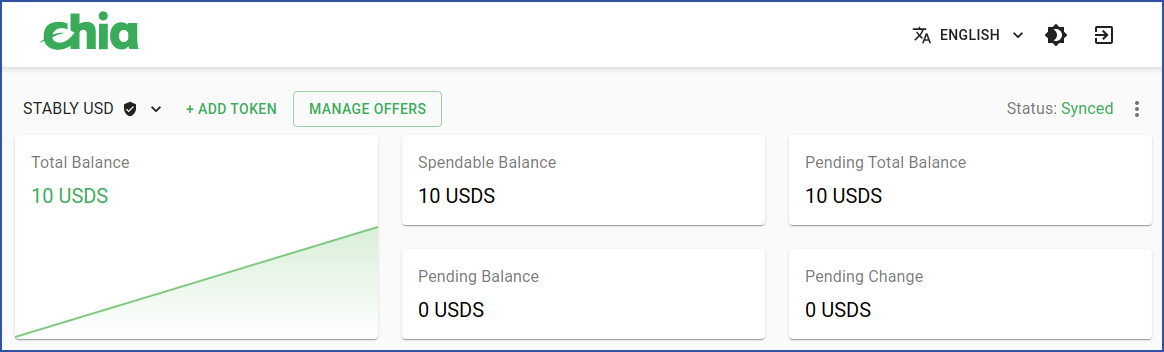 chia
ENGLISH
STABLY USD + ADD TOKEN MANAGE OFFERS Status: Synced
Total Balance
10 USDS
Spendable Balance
10 USDS
Pending Total Balance
10 USDS
Pending Balance
0 USDS
Pending Change
0 USDS